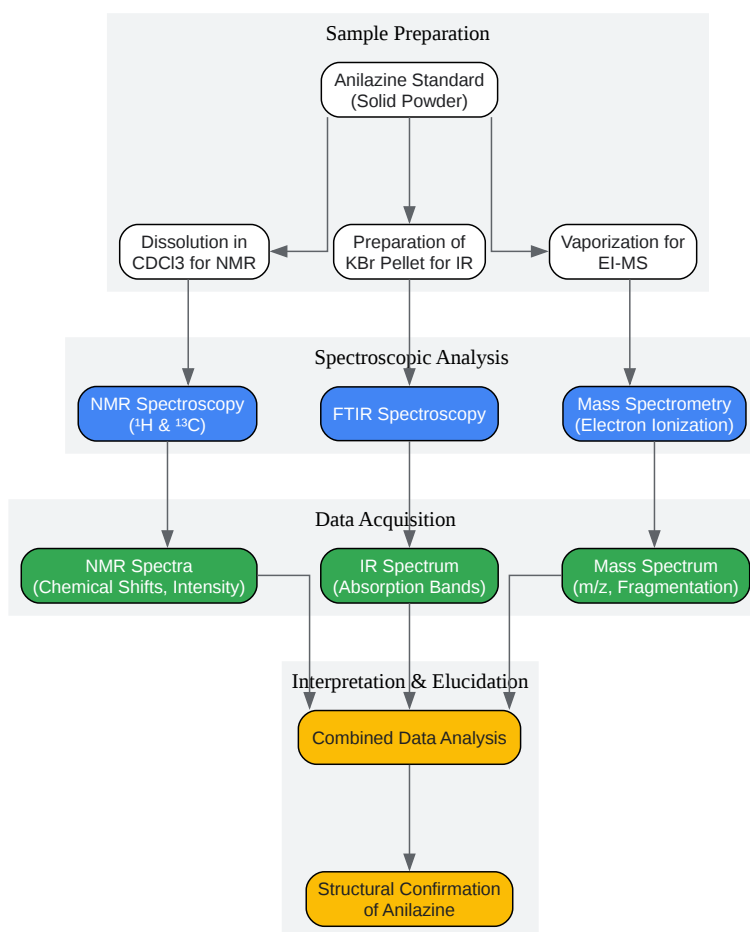 Sample Preparation
Anilazine Standard
(Solid Powder)
Dissolution in
CDCl3 for NMR
Preparation of
KBr Pellet for IR
Vaporization for
EI-MS
Spectroscopic Analysis
NMR Spectroscopy
(¹H & ¹³C)
FTIR Spectroscopy
Mass Spectrometry
(Electron Ionization)
Data Acquisition
NMR Spectra
(Chemical Shifts, Intensity)
IR Spectrum
(Absorption Bands)
Mass Spectrum
(m/z, Fragmentation)
Interpretation & Elucidation
Combined Data Analysis
Structural Confirmation
of Anilazine